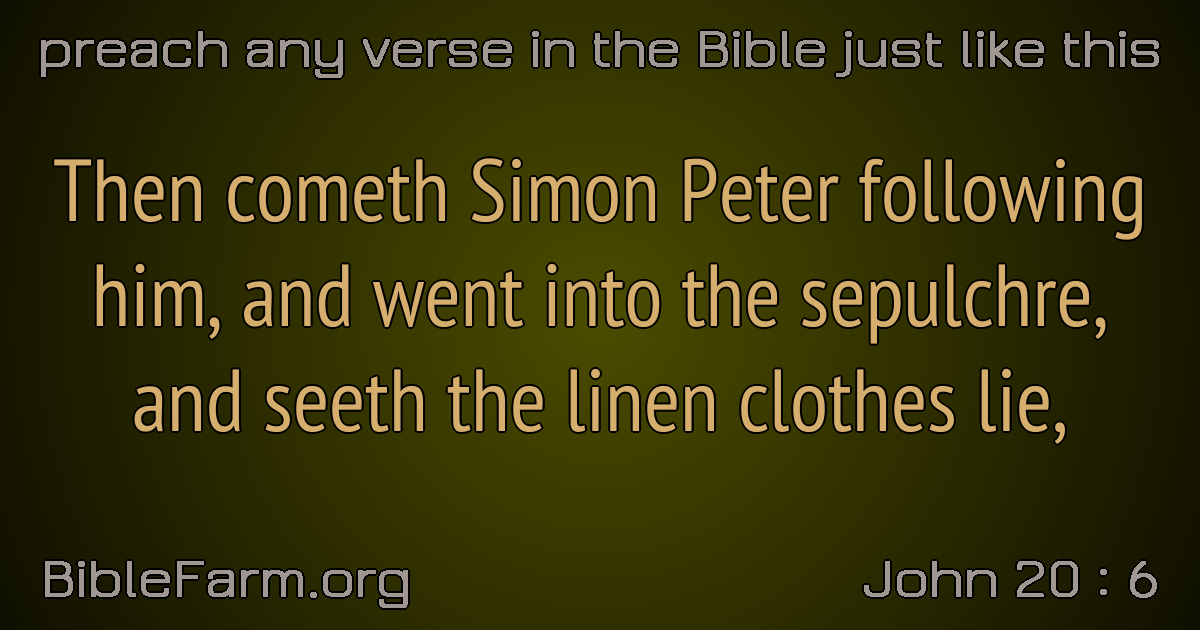 preach any verse in the Bible just like this
Then cometh Simon Peter following
him, and went into the sepulchre,
and seeth the linen clothes lie,
BibleFarm.org
John 20 : 6